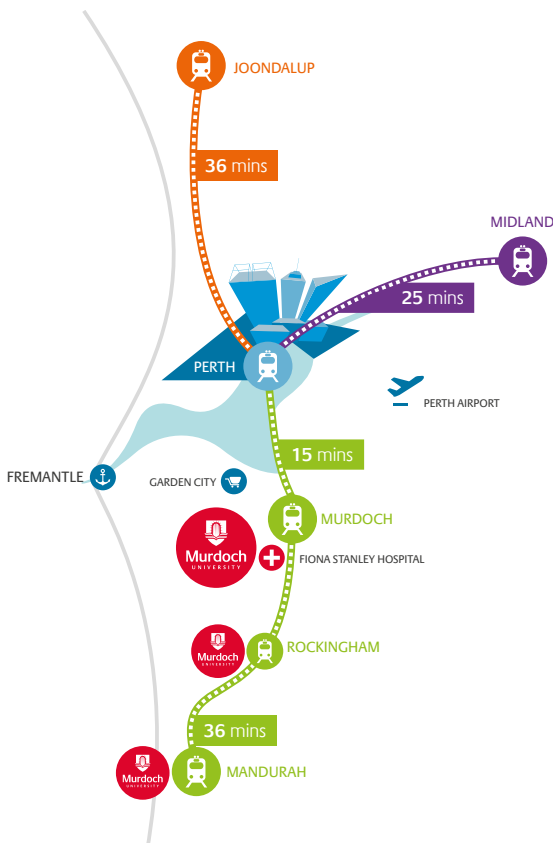 JOONDALUP
36 mins
MIDLAND
25 mins
PERTH
PERTH AIRPORT
15 mins
FREMANTLE
GARDEN CITY
MURDOCH
Murdoch
UNIVERSITY
FIONA STANLEY HOSPITAL
Murdoch
UNIVERSITY
ROCKINGHAM
36 mins
Murdoch
UNIVERSITY
MANDURAH